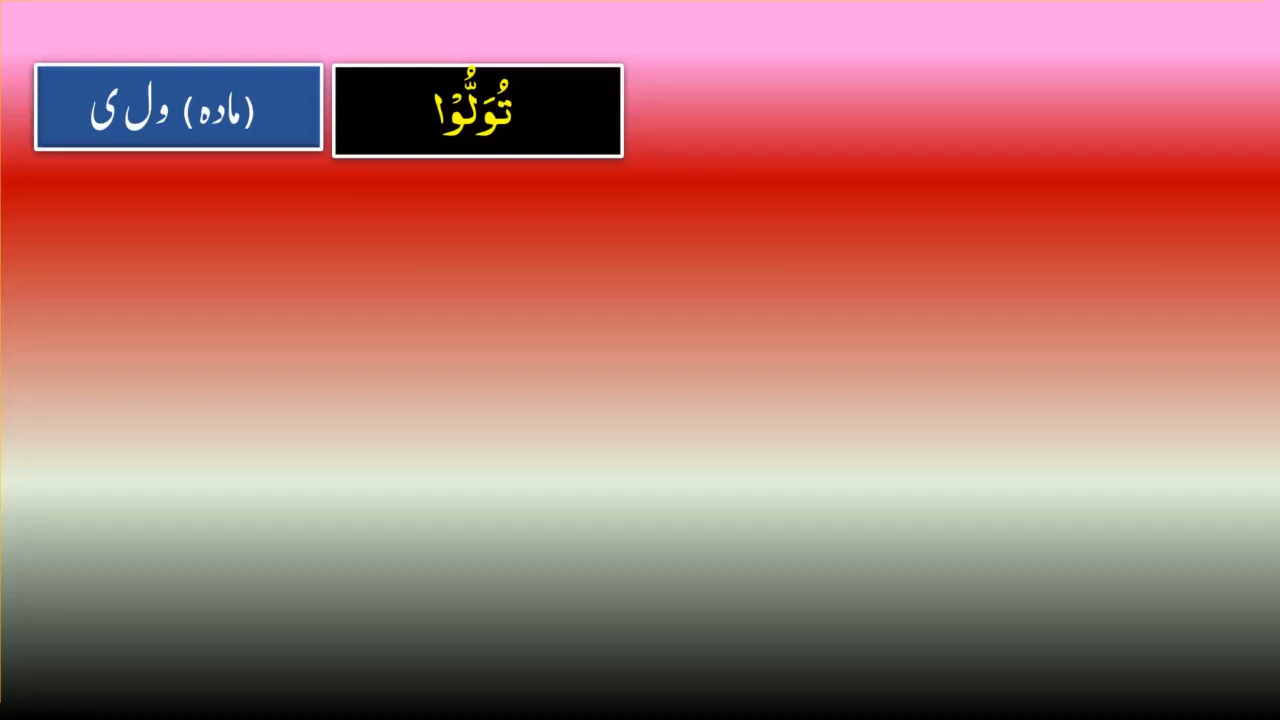 تُوَلُّوْا
(مادہ) و ل ی